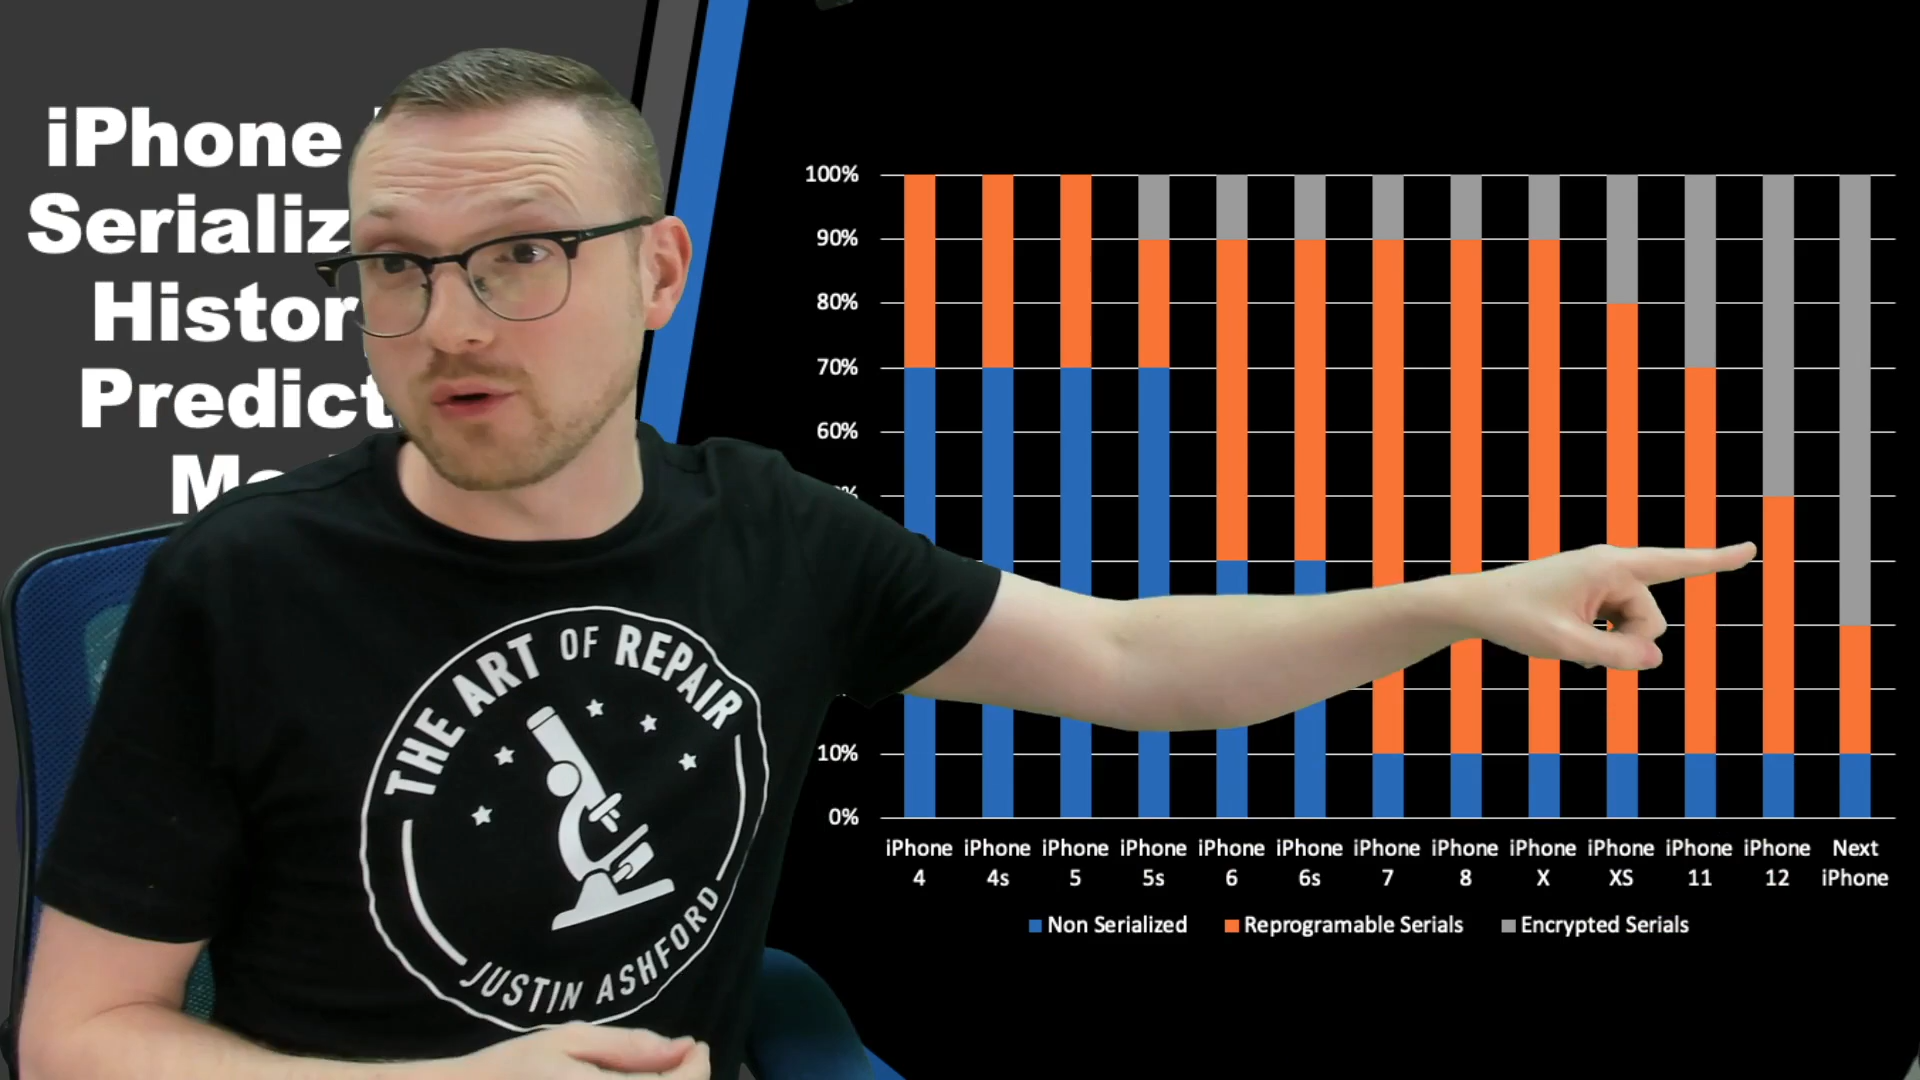 iPhone
Serializ
Histor
Predict
100%
90%
80%
70%
60%
10%
0%
iPhone 4
iPhone 4s
iPhone 5
iPhone 5s
iPhone 6
iPhone 6s
iPhone 7
iPhone 8
iPhone X
iPhone XS
iPhone 11
iPhone 12
Next iPhone
Non Serialized
Reprogramable Serials
Encrypted Serials
THE ART OF REPAIR
JUSTIN ASHFORD